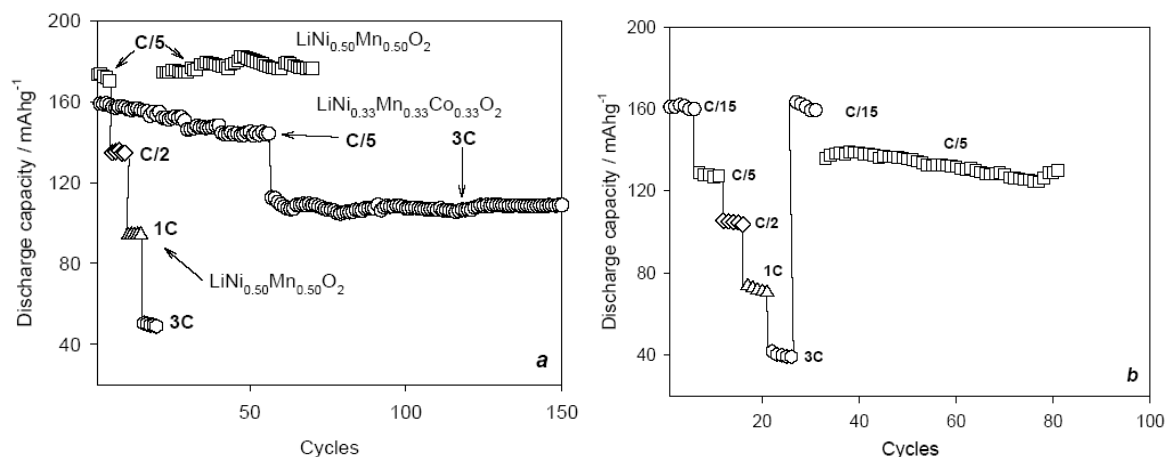 200
160
120
80
40
Discharge capacity / mAhg⁻¹
C/5
LiNi₀.₅₀Mn₀.₅₀O₂
LiNi₀.₃₃Mn₀.₃₃Co₀.₃₃O₂
C/5
3C
C/2
1C
LiNi₀.₅₀Mn₀.₅₀O₂
3C
a
50
100
150
Cycles
200
160
120
80
40
Discharge capacity / mAhg⁻¹
C/15
C/15
C/5
C/5
C/2
1C
3C
b
20
40
60
80
100
Cycles